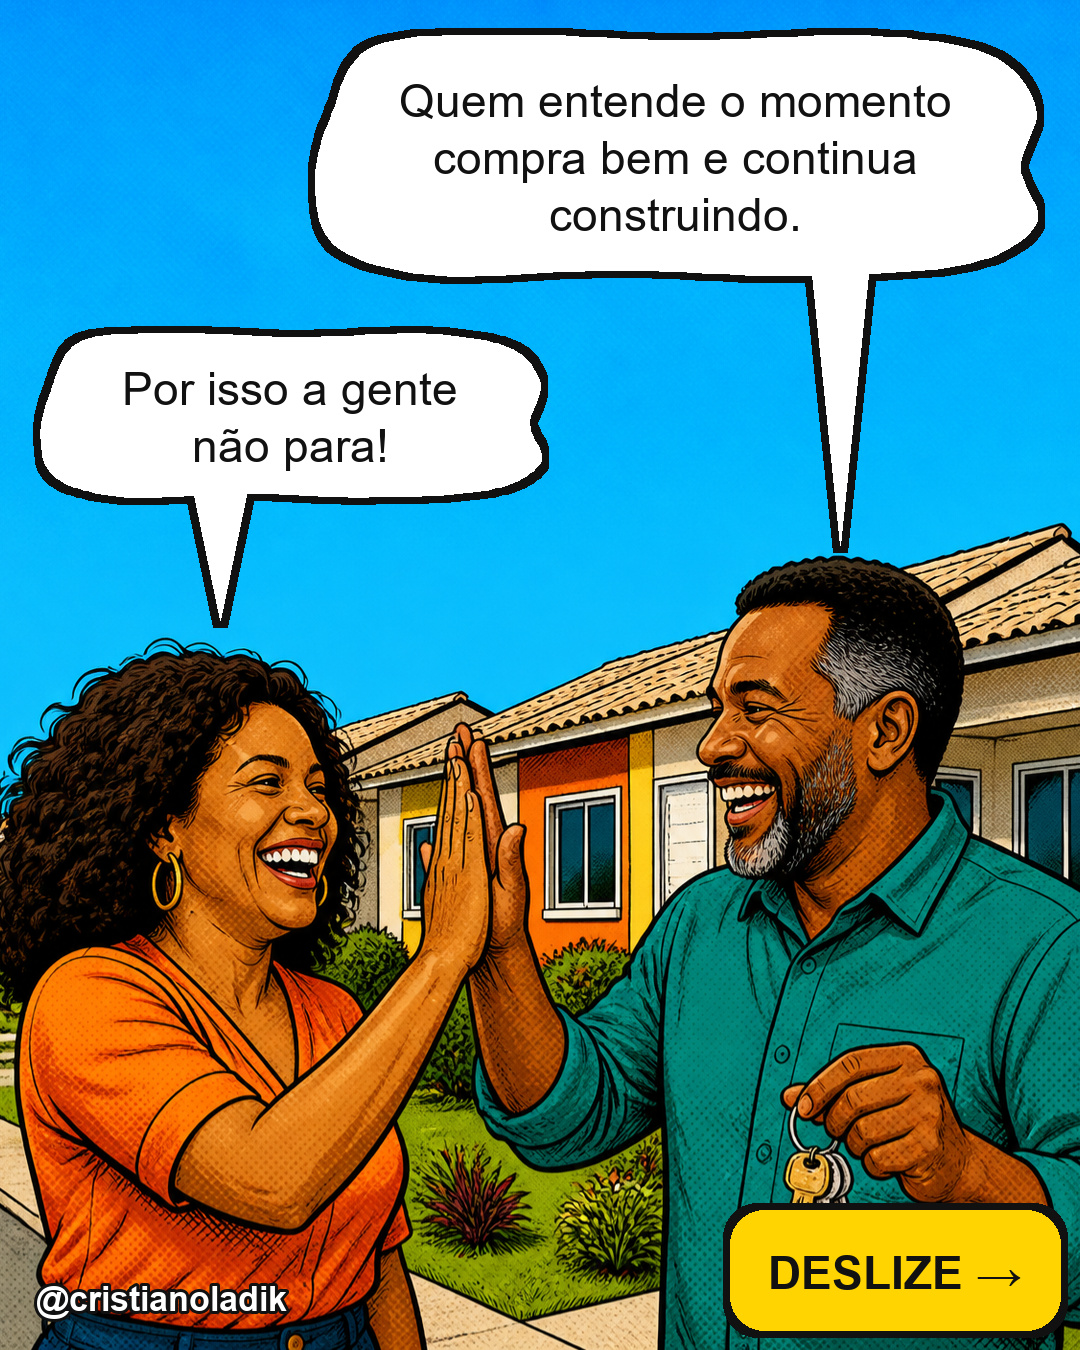 Quem entende o momento
compra bem e continua
construindo.
Por isso a gente
não para!
@cristianoladik
DESLIZE →